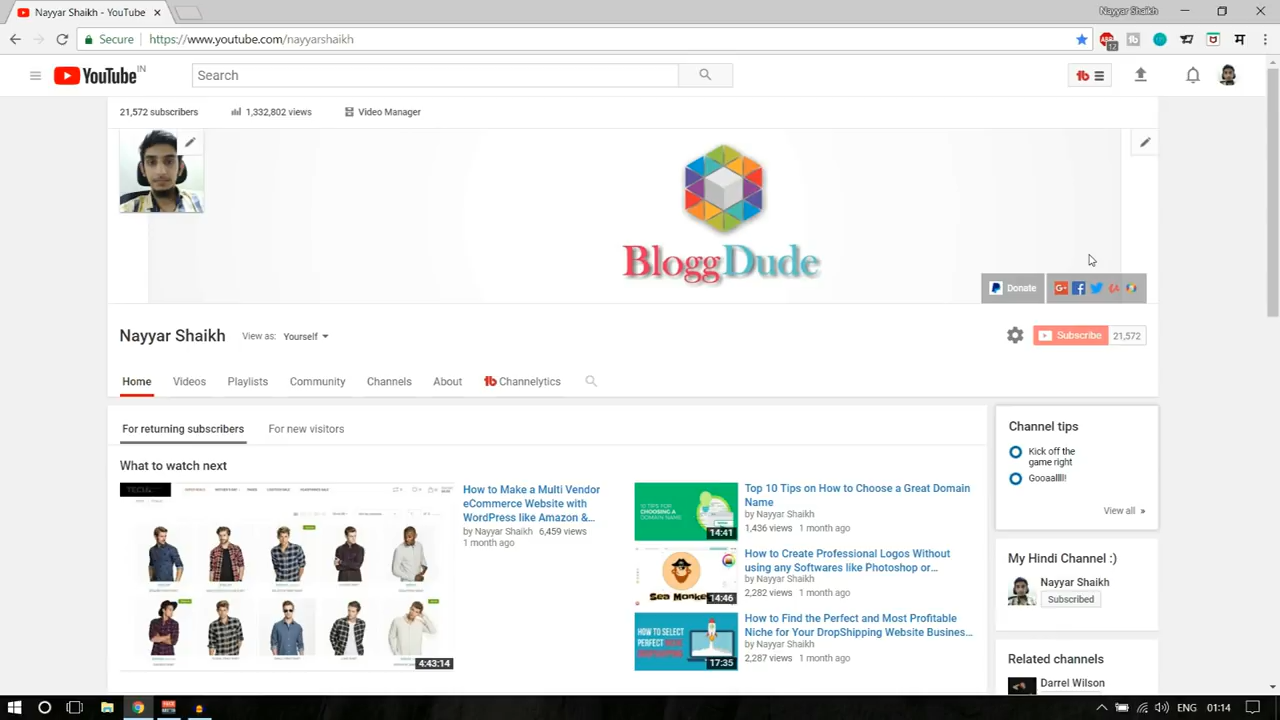 Nayyar Shaikh - YouTube
Nayyar Shaikh
Secure
https://www.youtube.com/nayyarshaikh
12
YouTube IN
Search
21,572 subscribers
1,332,802 views
Video Manager
BloggDude
Donate
Nayyar Shaikh
View as: Yourself
Subscribe 21,572
Home
Videos
Playlists
Community
Channels
About
Channelytics
For returning subscribers
For new visitors
What to watch next
4:43:14
How to Make a Multi Vendor
eCommerce Website with
WordPress like Amazon &...
by Nayyar Shaikh 6,459 views
1 month ago
14:41
Top 10 Tips on How to Choose a Great Domain
Name
by Nayyar Shaikh
1,436 views 1 month ago
Sea Monke
14:46
How to Create Professional Logos Without
using any Softwares like Photoshop or...
by Nayyar Shaikh
2,282 views 1 month ago
HOW TO SELECT
17:35
How to Find the Perfect and Most Profitable
Niche for Your DropShipping Website Busines...
by Nayyar Shaikh
2,287 views 1 month ago
Channel tips
Kick off the
game right
Gooaallll!
View all »
My Hindi Channel :)
Nayyar Shaikh
Subscribed
Related channels
Darrel Wilson
ENG
01:14